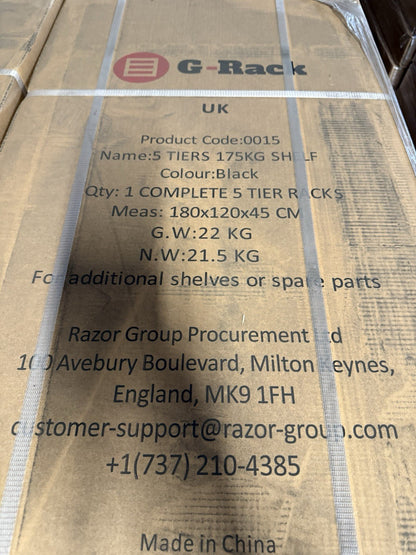 G-Rack
UK
Product Code:0015
Name:5 TIERS 175KG SHELF
Colour:Black
Qty: 1 COMPLETE 5 TIER RACKS
Meas: 180x120x45 CM
G.W:22 KG
N.W:21.5 KG
For additional shelves or spare parts
Razor Group Procurement Ltd
100 Avebury Boulevard, Milton Keynes,
England, MK9 1FH
customer-support@razor-group.com
+1(737) 210-4385
Made in China